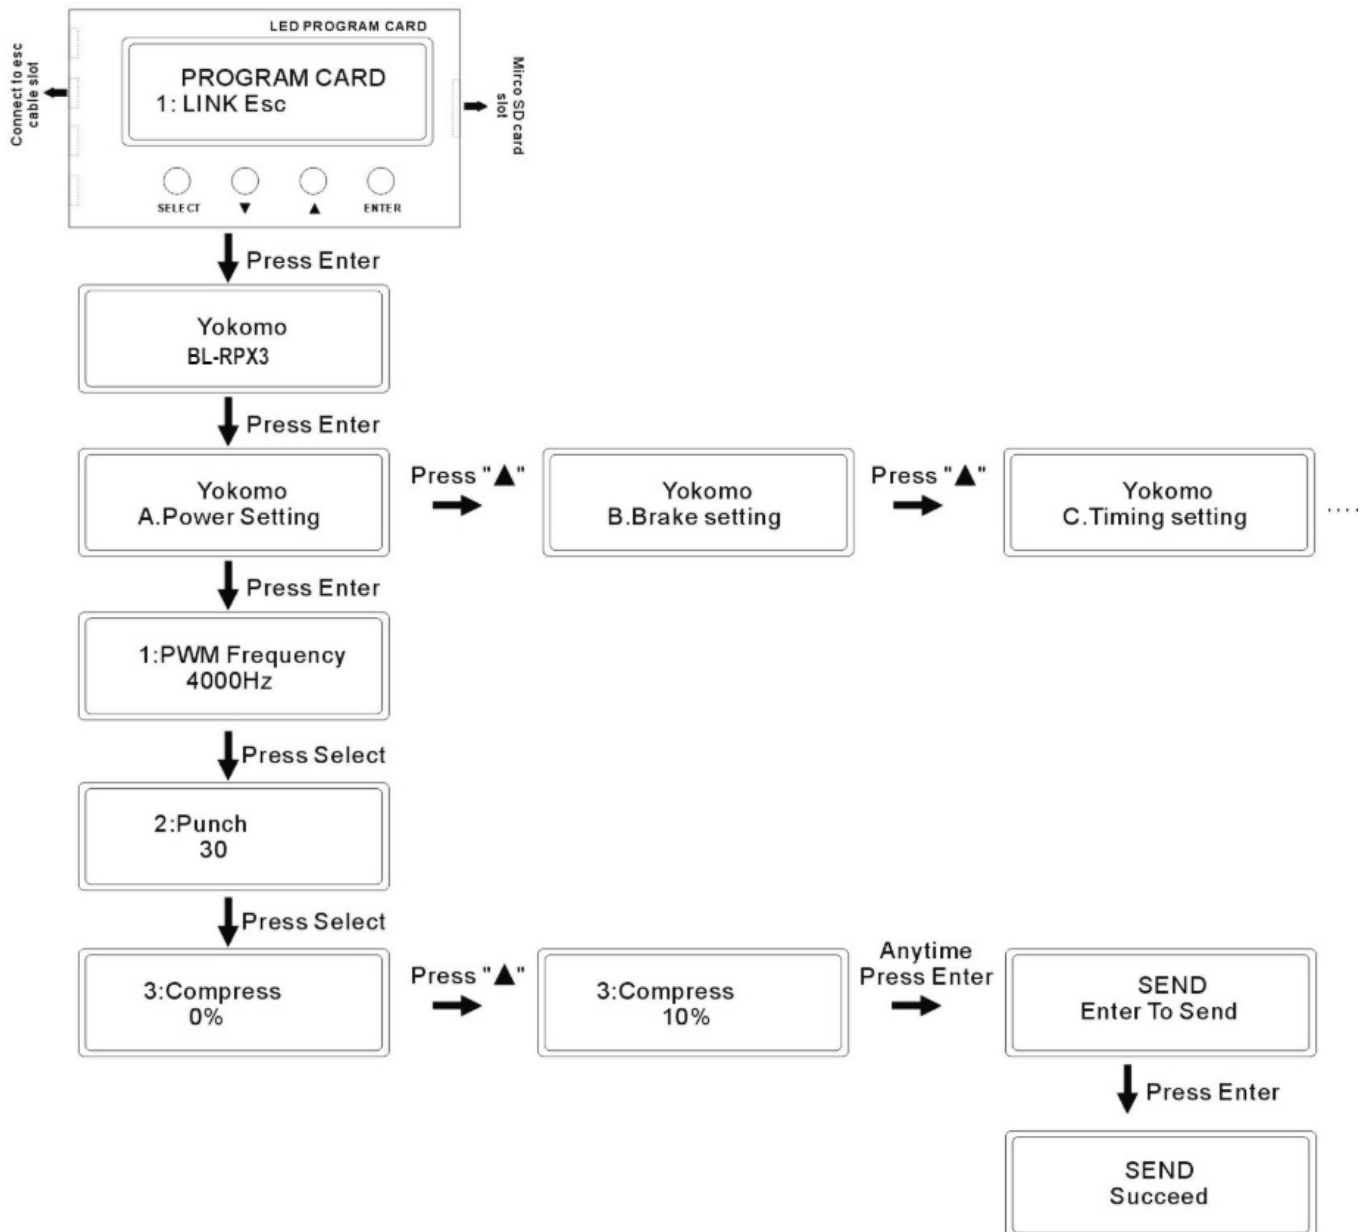 LED PROGRAM CARD
Connect to esc
cable slot
PROGRAM CARD
1: LINK Esc
Mirco SD card
slot
SELECT ▼ ▲ ENTER
Press Enter
Yokomo
BL-RPX3
Press Enter
Yokomo
A.Power Setting
Press "▲"
Yokomo
B.Brake setting
Press "▲"
Yokomo
C.Timing setting
....
Press Enter
1:PWM Frequency
4000Hz
Press Select
2:Punch
30
Press Select
3:Compress
0%
Press "▲"
3:Compress
10%
Anytime
Press Enter
SEND
Enter To Send
Press Enter
SEND
Succeed